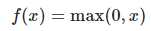 f(x) = max(0, x)